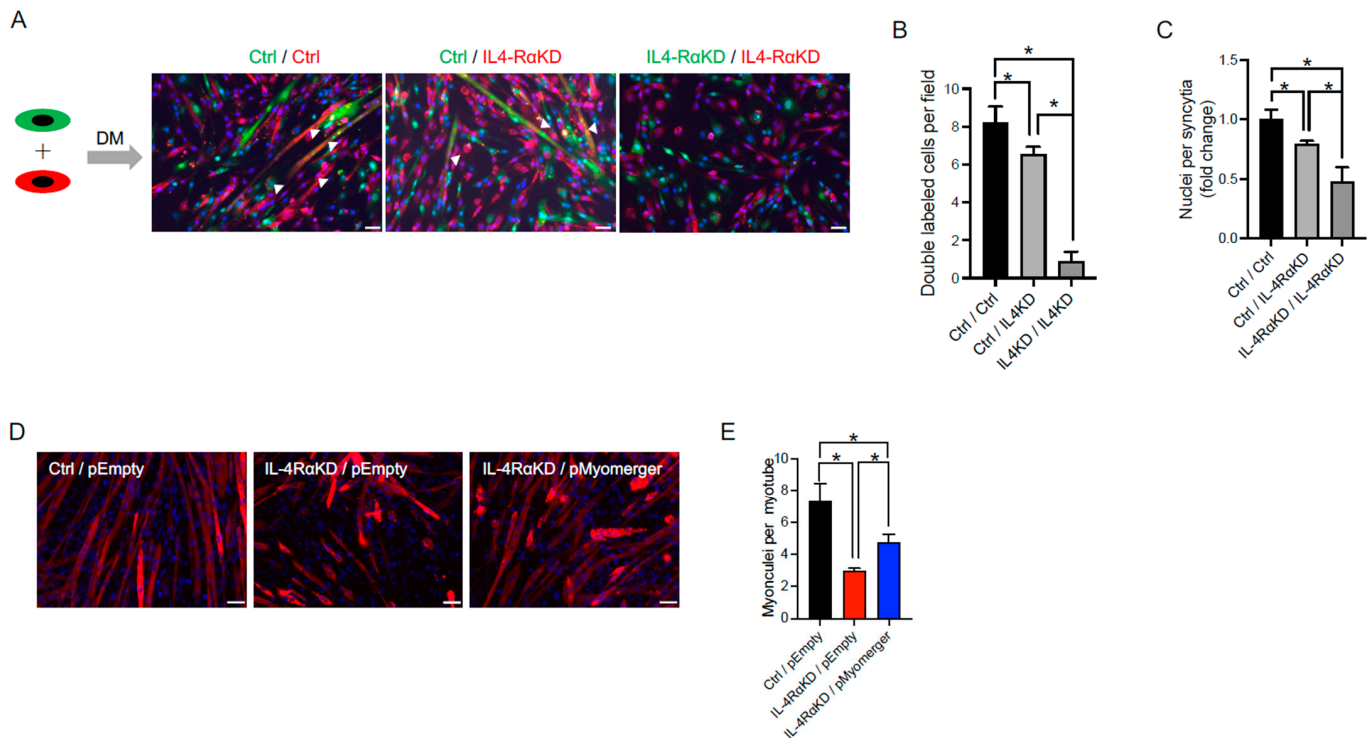 A
Ctrl / Ctrl
Ctrl / IL4-RαKD
IL4-RαKD / IL4-RαKD
+
DM
B
Double labeled cells per field
10
8
6
4
2
0
*
*
*
Ctrl / Ctrl
Ctrl / IL4KD
IL4KD / IL4KD
C
Nuclei per syncytia
(fold change)
1.5
1.0
0.5
0.0
*
*
*
Ctrl / Ctrl
Ctrl / IL-4RαKD
IL-4RαKD / IL-4RαKD
D
Ctrl / pEmpty
IL-4RαKD / pEmpty
IL-4RαKD / pMyomerger
E
Myonculei per myotube
10
8
6
4
2
0
*
*
*
Ctrl / pEmpty
IL-4RαKD / pEmpty
IL-4RαKD / pMyomerger